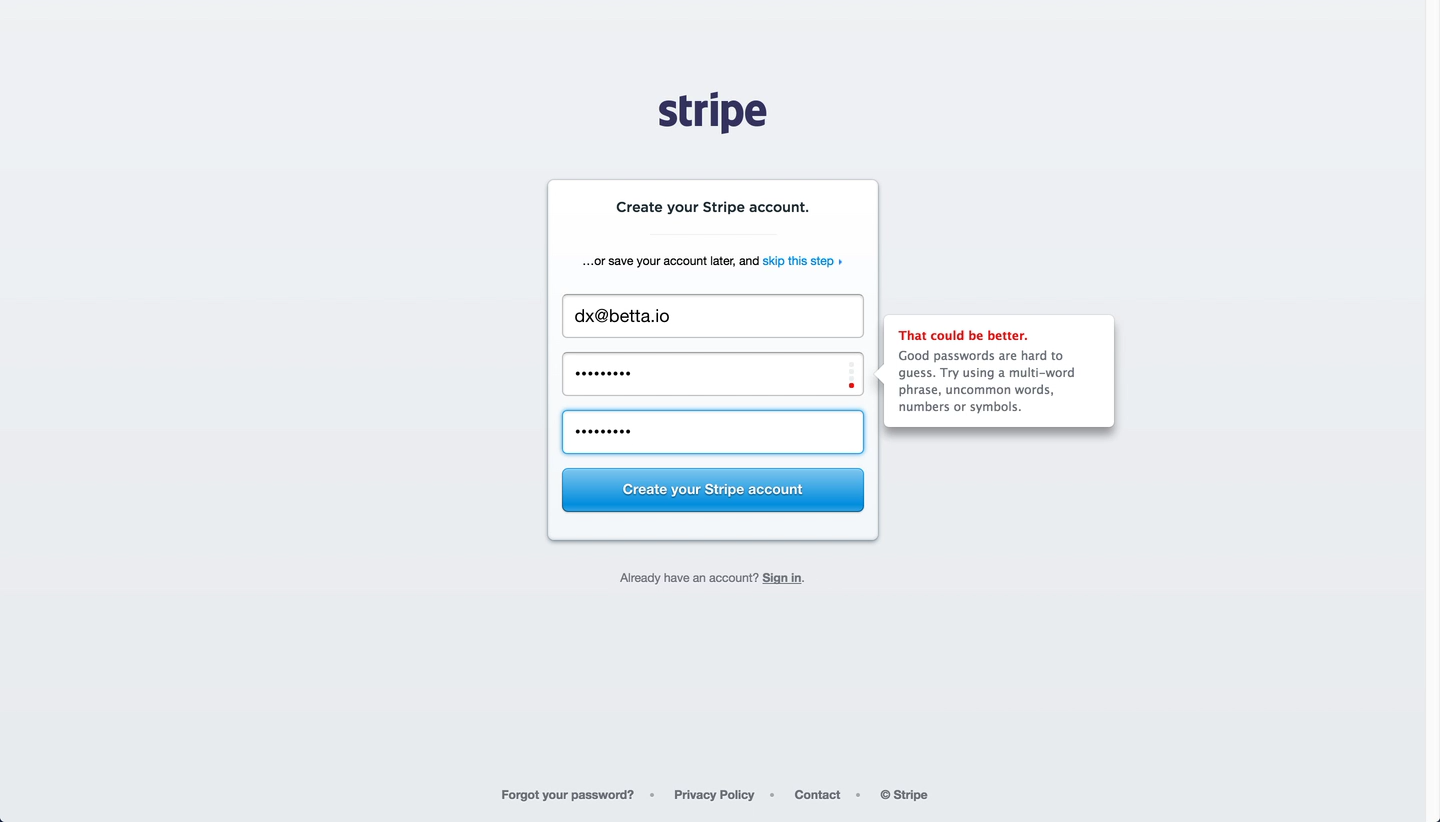 stripe
Create your Stripe account.
...or save your account later, and skip this step
dx@betta.io
•••••••••
•••••••••
Create your Stripe account
That could be better.
Good passwords are hard to
guess. Try using a multi-word
phrase, uncommon words,
numbers or symbols.
Already have an account? Sign in.
Forgot your password? • Privacy Policy • Contact • © Stripe